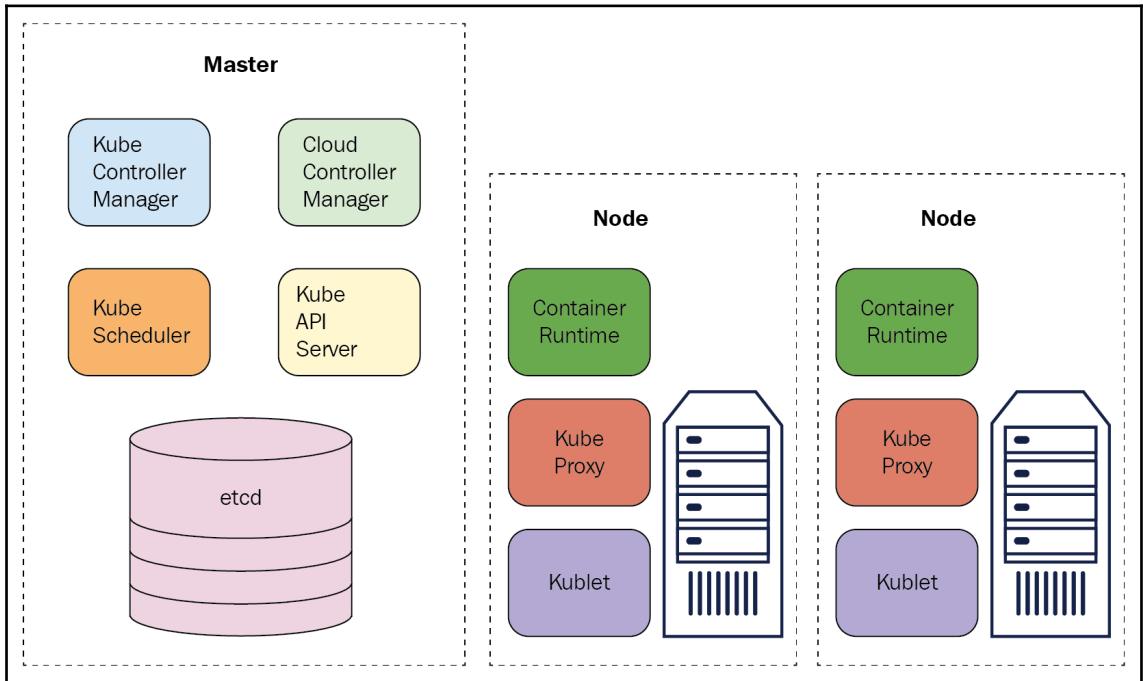 Master
Kube
Controller
Manager
Cloud
Controller
Manager
Kube
Scheduler
Kube
API
Server
etcd
Node
Container
Runtime
Kube
Proxy
Kublet
Node
Container
Runtime
Kube
Proxy
Kublet